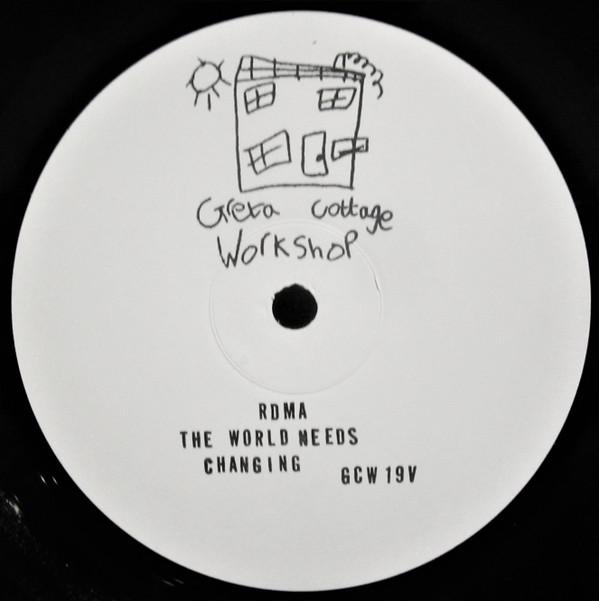 Greta Cottage
Workshop
RDMA
THE WORLD NEEDS
CHANGING
GCW 19V